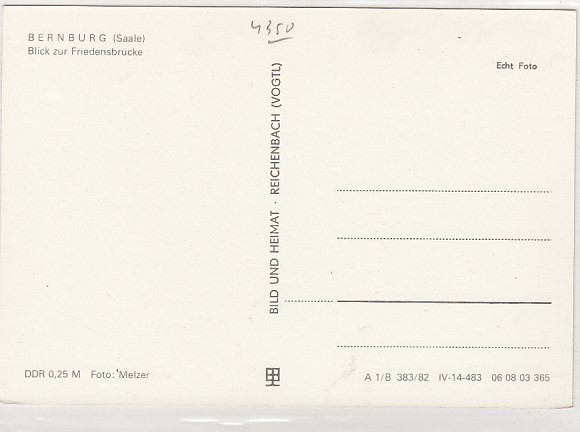 BERNBURG (Saale)
Blick zur Friedensbrücke
4350
Echt Foto
BILD UND HEIMAT · REICHENBACH (VOGTL)
DDR 0,25 M Foto: Melzer
A 1/B 383/82 IV-14-483 06 08 03 365